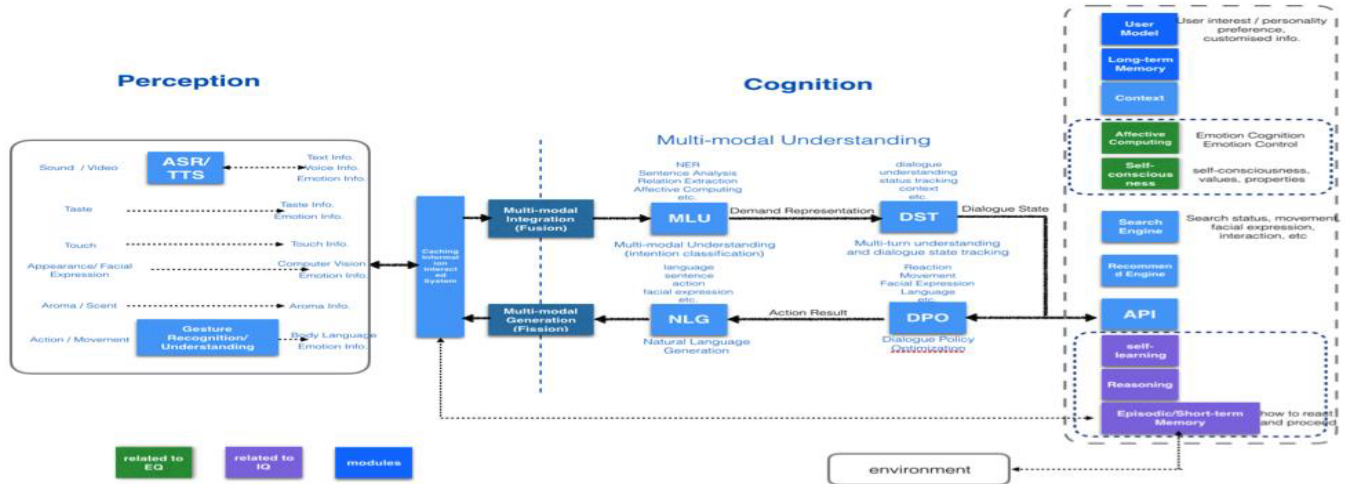 Perception
Sound / Video
ASR/
TTS
Text Info.
Voice Info.
Emotion Info.
Taste
Taste Info.
Emotion Info.
Touch
Touch Info.
Appearance/ Facial
Expression
Computer Vision
Emotion Info.
Aroma / Scent
Aroma Info.
Action / Movement
Gesture
Recognition/
Understanding
Body Language
Emotion Info.
Caching
Informat
ion
Interact
ed
System
Cognition
Multi-modal Understanding
Multi-modal
Integration
(Fusion)
NER
Sentence Analysis
Relation Extraction
Affective Computing
etc.
MLU
Multi-modal Understanding
(intention classification)
Demand Representation
dialogue
understanding
status tracking
context
etc.
DST
Multi-turn understanding
and dialogue state tracking
Dialogue State
Multi-modal
Generation
(Fission)
language
sentence
action
facial expression
etc.
NLG
Natural Language
Generation
Action Result
Reaction
Movement
Facial Expression
Language
etc.
DPO
Dialogue Policy
Optimization
User
Model
User interest / personality
preference,
customised info.
Long-term
Memory
Context
Affective
Computing
Emotion Cognition
Emotion Control
Self-
conscious
ness
self-consciousness,
values, properties
Search
Engine
Search status, movement,
facial expression,
interaction, etc
Recommen
d Engine
API
self-
learning
Reasoning
Episodic/Short-term
Memory
how to react
and proceed
environment
related to
EQ
related to
IQ
modules